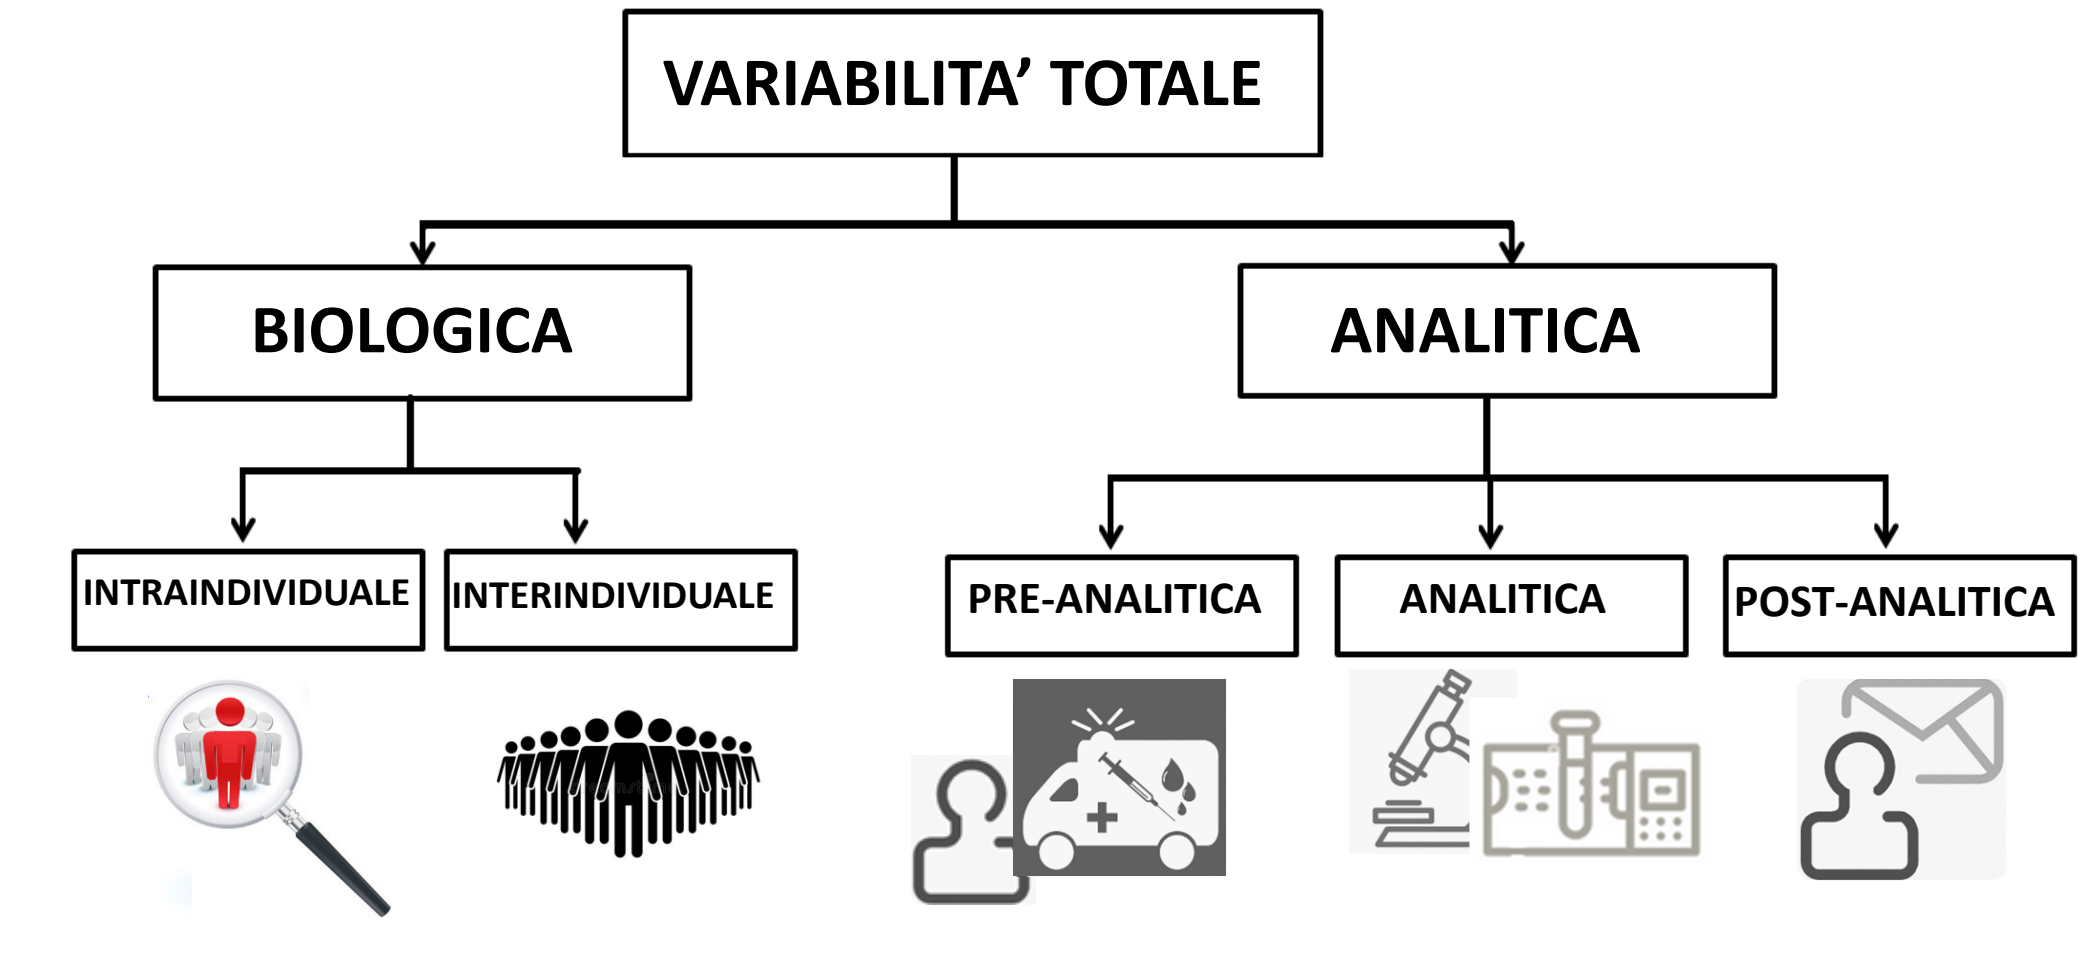 VARIABILITA’ TOTALE
BIOLOGICA
ANALITICA
INTRAINDIVIDUALE
INTERINDIVIDUALE
PRE-ANALITICA
ANALITICA
POST-ANALITICA